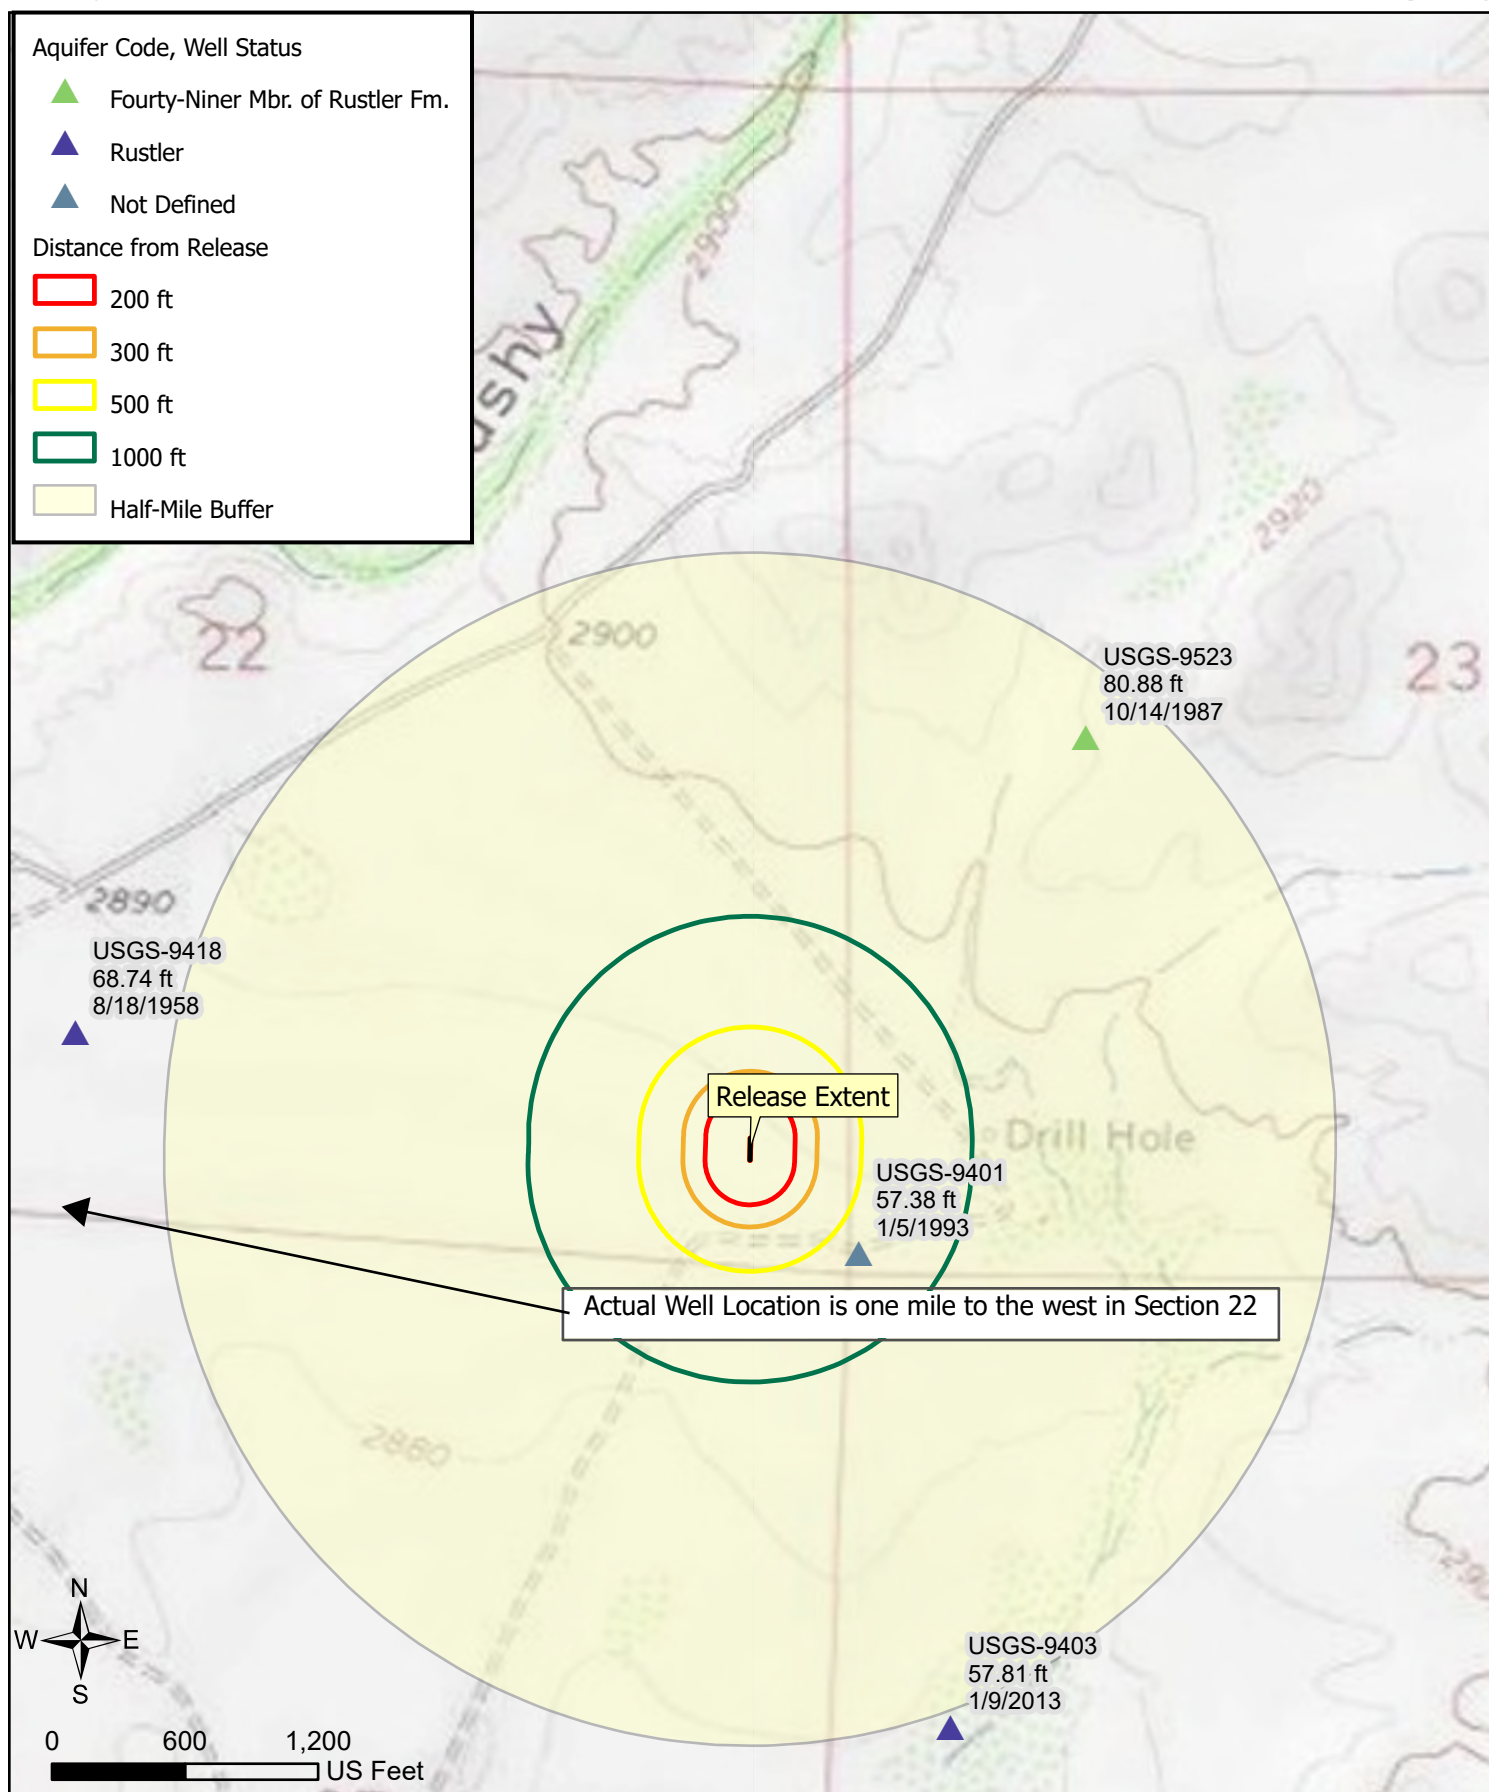 Aquifer Code, Well Status
Fourty-Niner Mbr. of Rustler Fm.
Rustler
Not Defined
Distance from Release
200 ft
300 ft
500 ft
1000 ft
Half-Mile Buffer
2900
ushy
2920
22
2900
23
USGS-9523
80.88 ft
10/14/1987
2890
USGS-9418
68.74 ft
8/18/1958
Release Extent
Drill Hole
USGS-9401
57.38 ft
1/5/1993
Actual Well Location is one mile to the west in Section 22
2880
N
W E
S
USGS-9403
57.81 ft
1/9/2013
0 600 1,200
US Feet